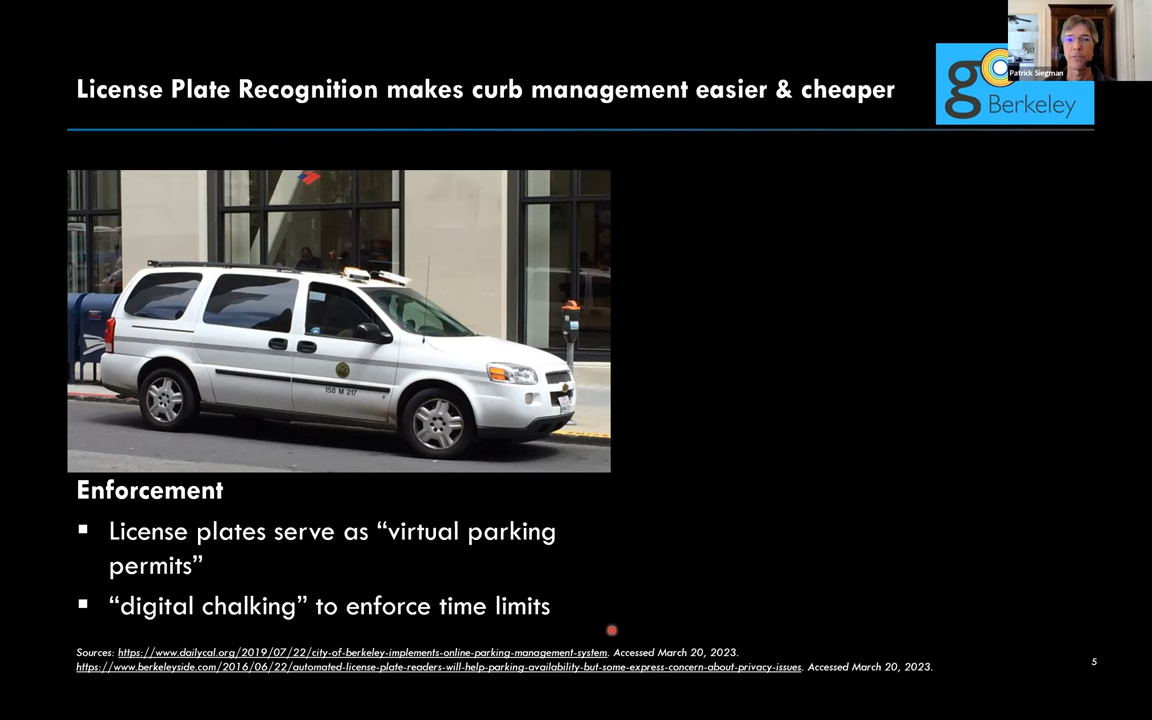 License Plate Recognition makes curb management easier & cheaper
Patrick Siegman
go
Berkeley
158 M 217
Enforcement
▪ License plates serve as “virtual parking
permits”
▪ “digital chalking” to enforce time limits
Sources: https://www.dailycal.org/2019/07/22/city-of-berkeley-implements-online-parking-management-system. Accessed March 20, 2023.
https://www.berkeleyside.com/2016/06/22/automated-license-plate-readers-will-help-parking-availability-but-some-express-concern-about-privacy-issues. Accessed March 20, 2023.
5